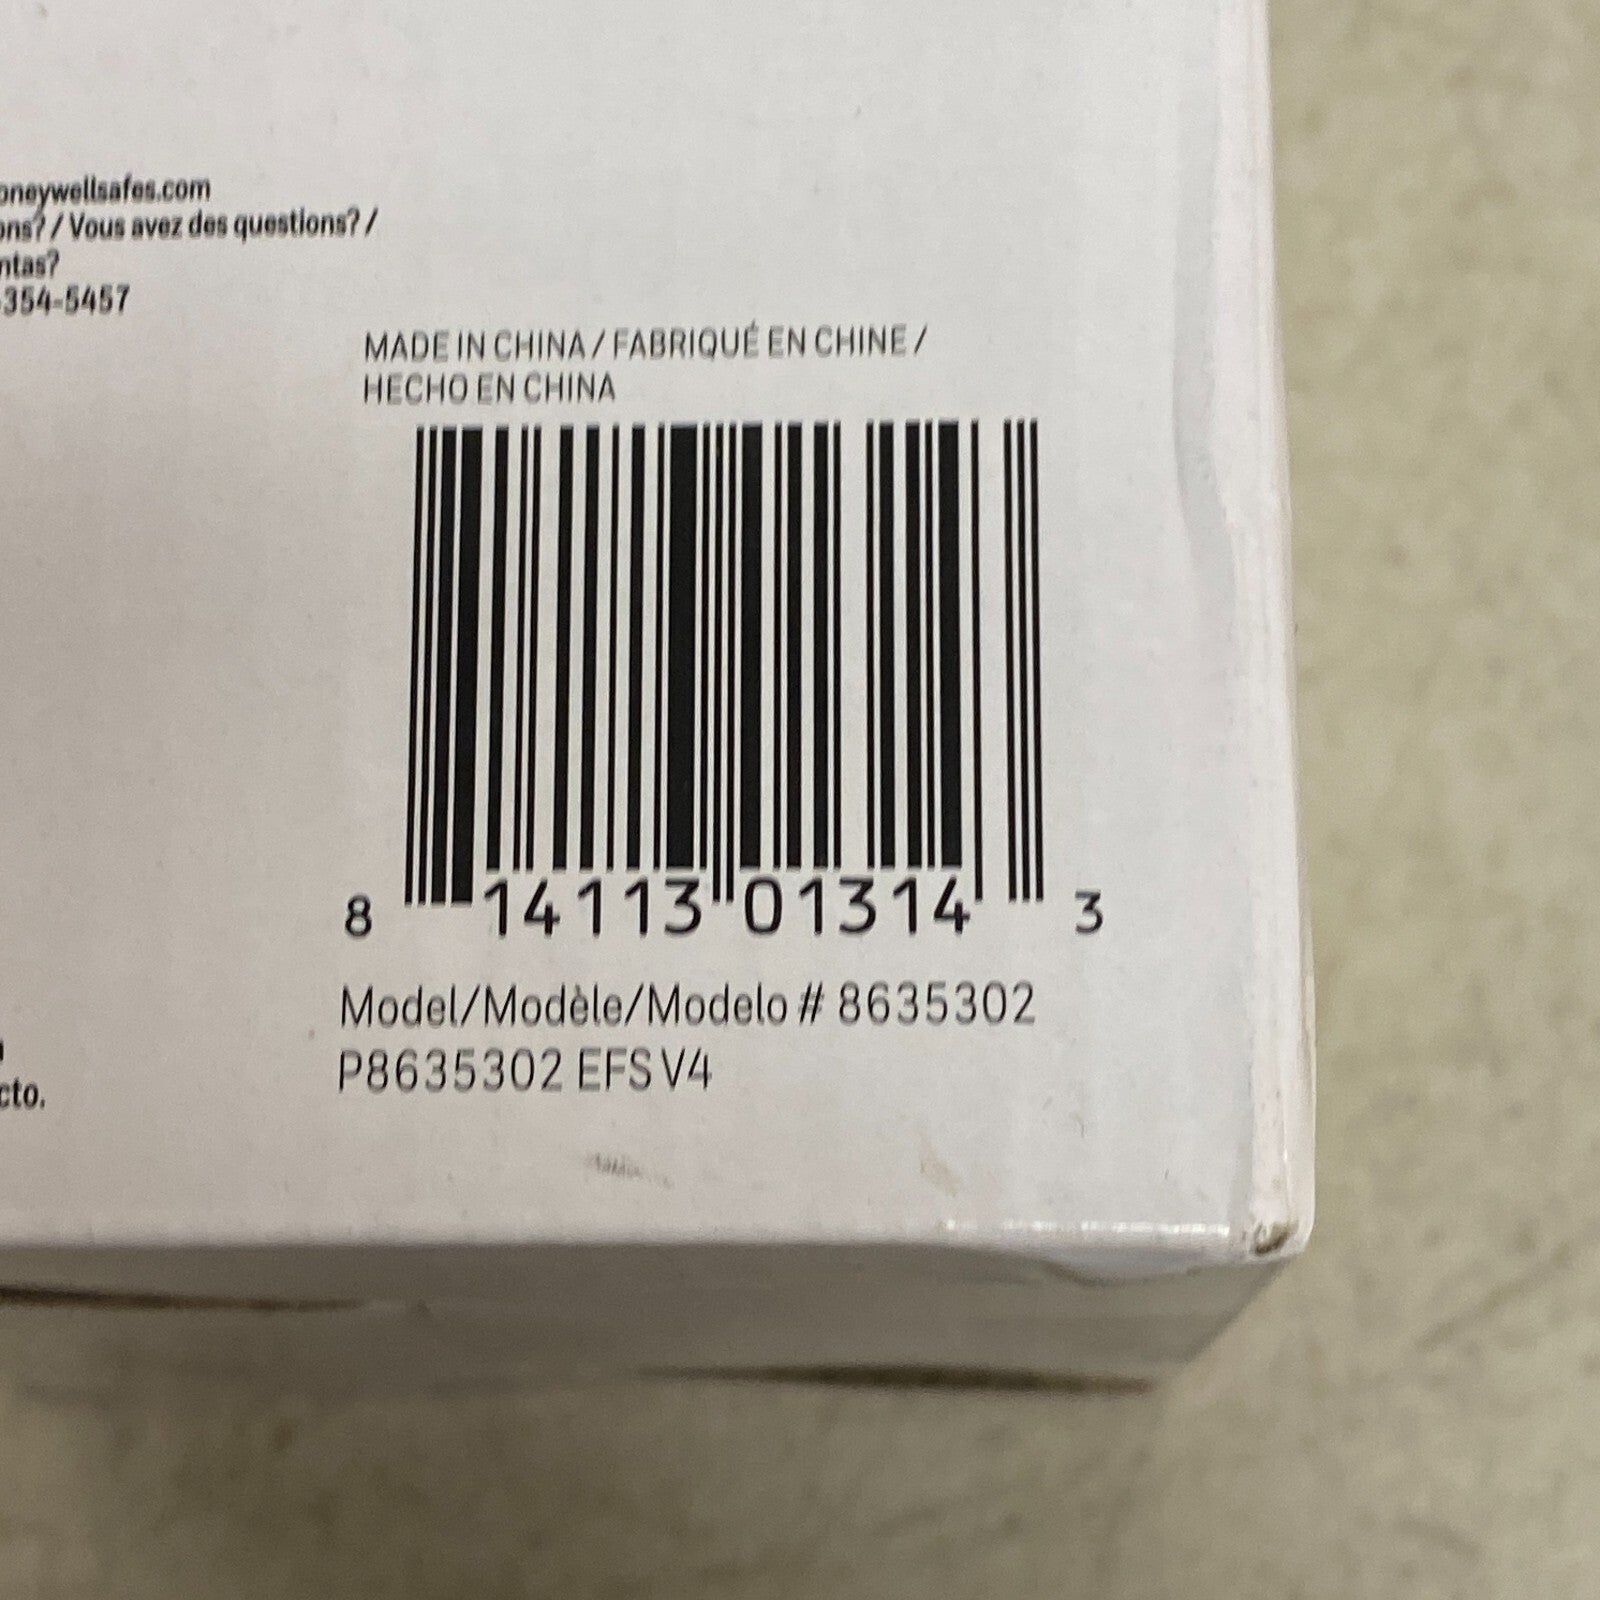 oneywellsafes.com
ons? / Vous avez des questions? /
ntas?
-354-5457
MADE IN CHINA / FABRIQUÉ EN CHINE /
HECHO EN CHINA
8 14113 01314 3
Model/Modèle/Modelo # 8635302
P8635302 EFS V4
cto.